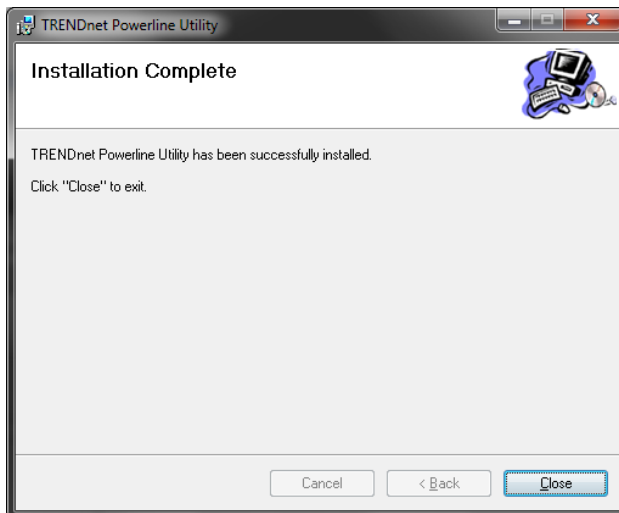 TRENDnet Powerline Utility
Installation Complete
TRENDnet Powerline Utility has been successfully installed.
Click "Close" to exit.
Cancel
< Back
Close